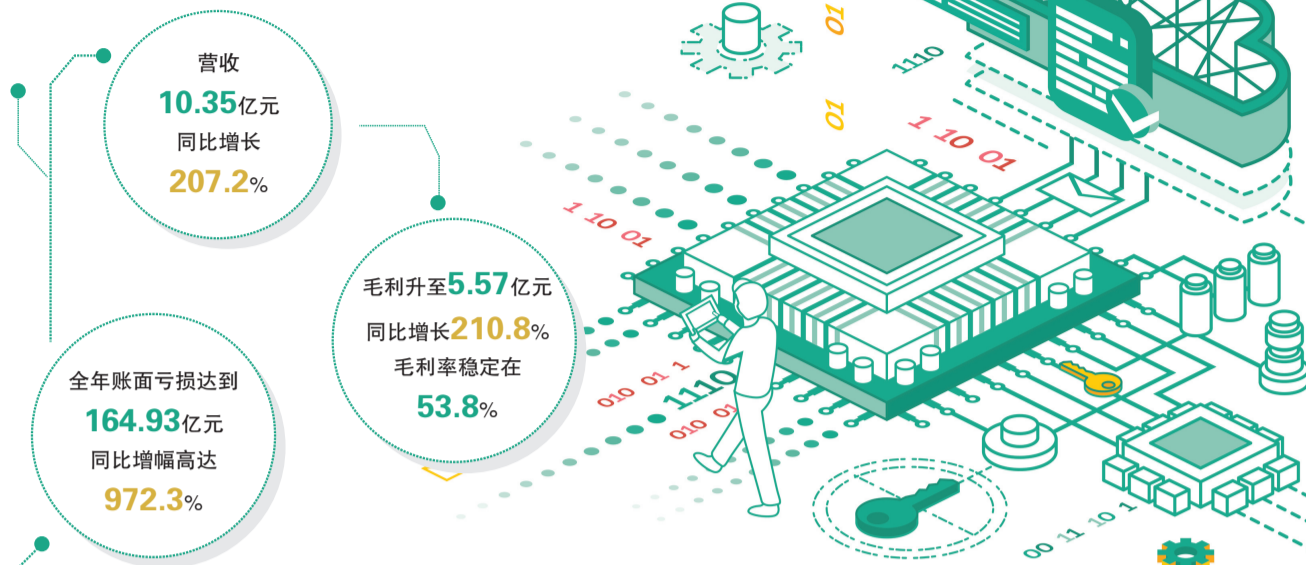 营收
10.35亿元
同比增长
207.2%
毛利升至5.57亿元
同比增长210.8%
毛利率稳定在
53.8%
全年账面亏损达到
164.93亿元
同比增幅高达
972.3%
01
1110
01
1 10 01
1 10 01
010 01 1
1110
010 01
00 11 10 1